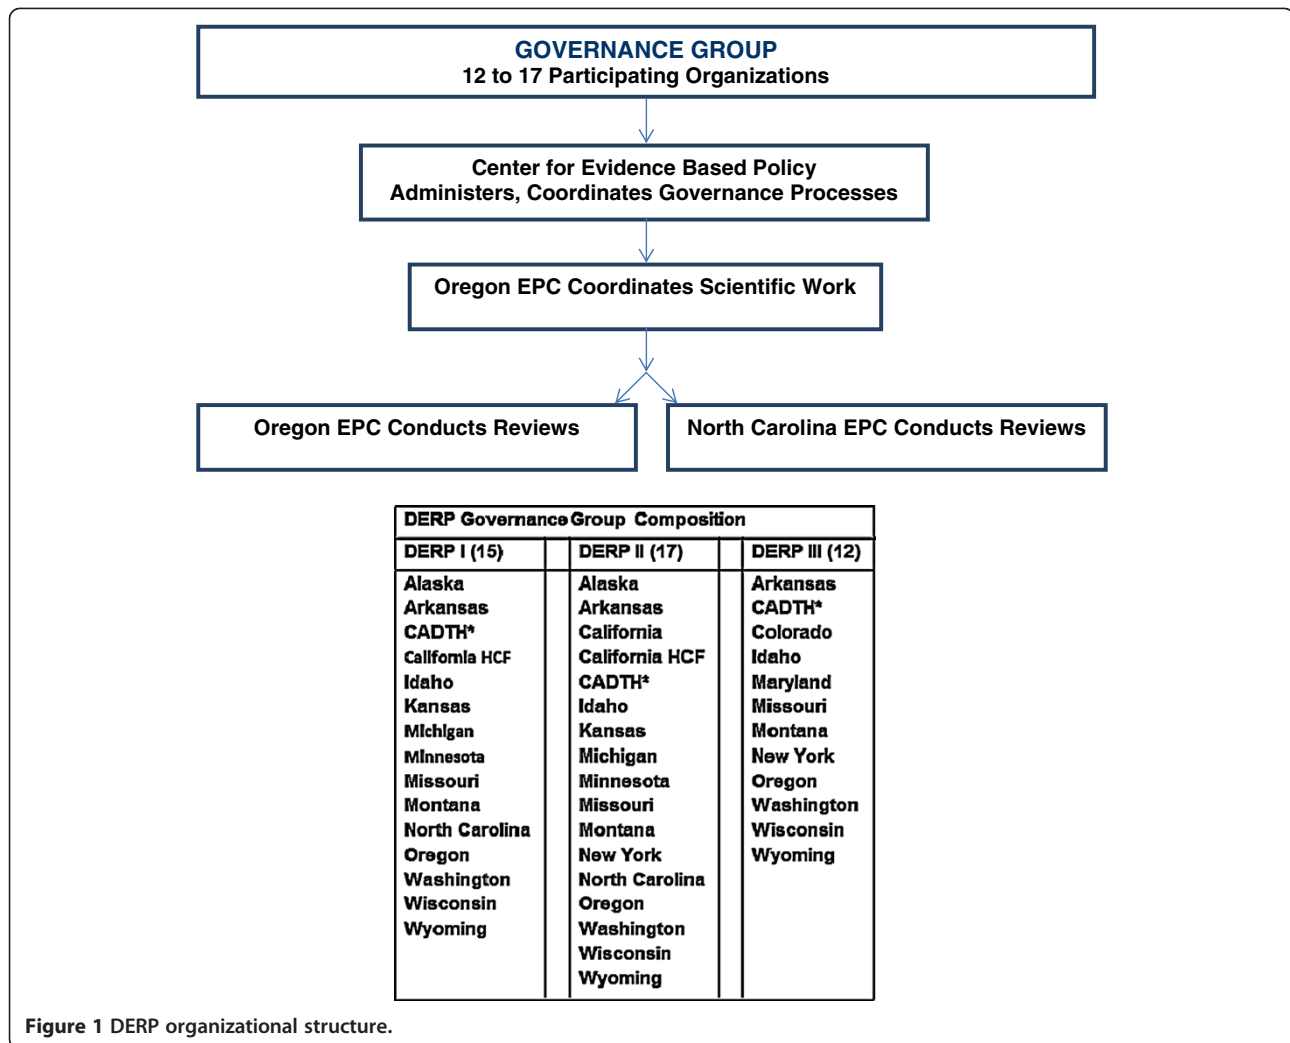 GOVERNANCE GROUP
12 to 17 Participating Organizations
Center for Evidence Based Policy
Administers, Coordinates Governance Processes
Oregon EPC Coordinates Scientific Work
Oregon EPC Conducts Reviews
North Carolina EPC Conducts Reviews
DERP Governance Group Composition
DERP I (15) DERP II (17) DERP III (12)
Alaska Alaska Arkansas
Arkansas Arkansas CADTH*
CADTH* California Colorado
California HCF California HCF Idaho
Idaho CADTH* Maryland
Kansas Idaho Missouri
Michigan Kansas Montana
Minnesota Michigan New York
Missouri Minnesota Oregon
Montana Missouri Washington
North Carolina Montana Wisconsin
Oregon New York Wyoming
Washington North Carolina
Wisconsin Oregon
Wyoming Washington
Wisconsin
Wyoming
Figure 1 DERP organizational structure.